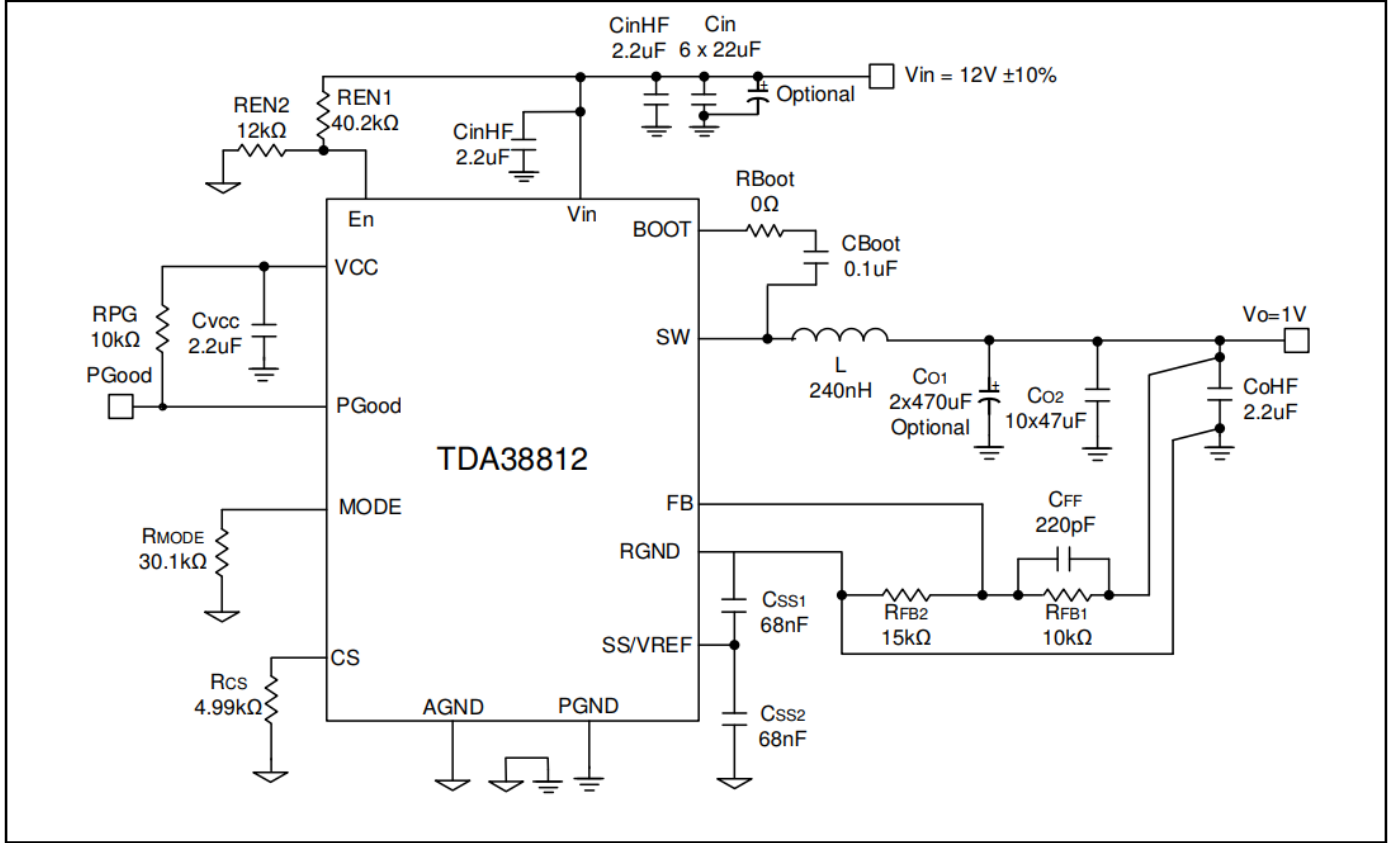 CinHF Cin
2.2uF 6 x 22uF
Vin = 12V ±10%
Optional
REN2
12kΩ
REN1
40.2kΩ
CinHF
2.2uF
RBoot
0Ω
En
Vin
BOOT
CBoot
0.1uF
VCC
RPG
10kΩ
Cvcc
2.2uF
SW
Vo=1V
L
240nH
CO1
2x470uF
Optional
CO2
10x47uF
CoHF
2.2uF
PGood
PGood
TDA38812
MODE
RMODE
30.1kΩ
FB
CFF
220pF
RGND
CSS1
68nF
RFB2
15kΩ
RFB1
10kΩ
SS/VREF
CS
RCS
4.99kΩ
AGND
PGND
CSS2
68nF